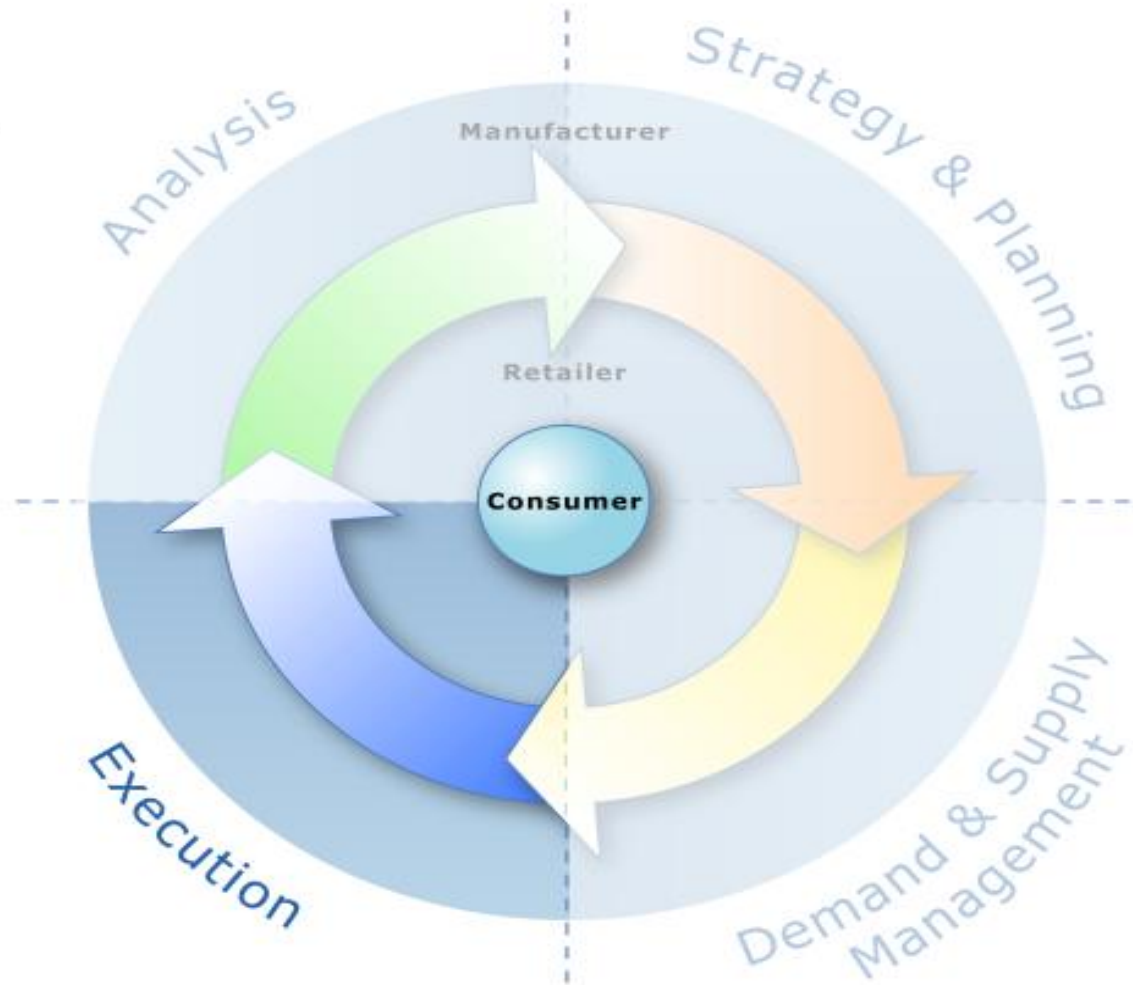 Strategy & Planning
Analysis
Manufacturer
Retailer
Consumer
Execution
Demand & Supply
Management